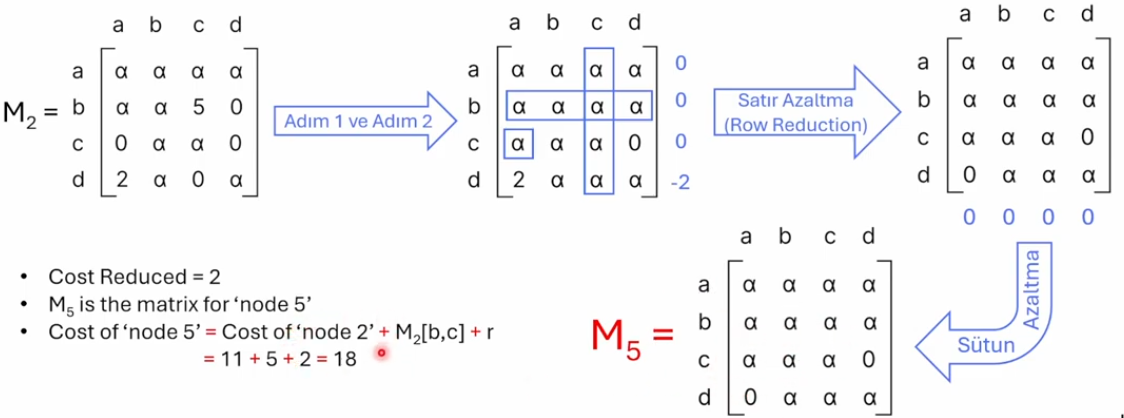 a b c d
M₂ =
a α α α α
b α α 5 0
c 0 α α 0
d 2 α 0 α
Adım 1 ve Adım 2
a b c d
a α α α α 0
b α α α α 0
c α α α 0 0
d 2 α α α -2
Satır Azaltma
(Row Reduction)
a b c d
a α α α α
b α α α α
c α α α 0
d 0 α α α
0 0 0 0
Sütun Azaltma
• Cost Reduced = 2
• M₅ is the matrix for ‘node 5’
• Cost of ‘node 5’ = Cost of ‘node 2’ + M₂[b,c] + r
= 11 + 5 + 2 = 18
M₅ =
a b c d
a α α α α
b α α α α
c α α α 0
d 0 α α α